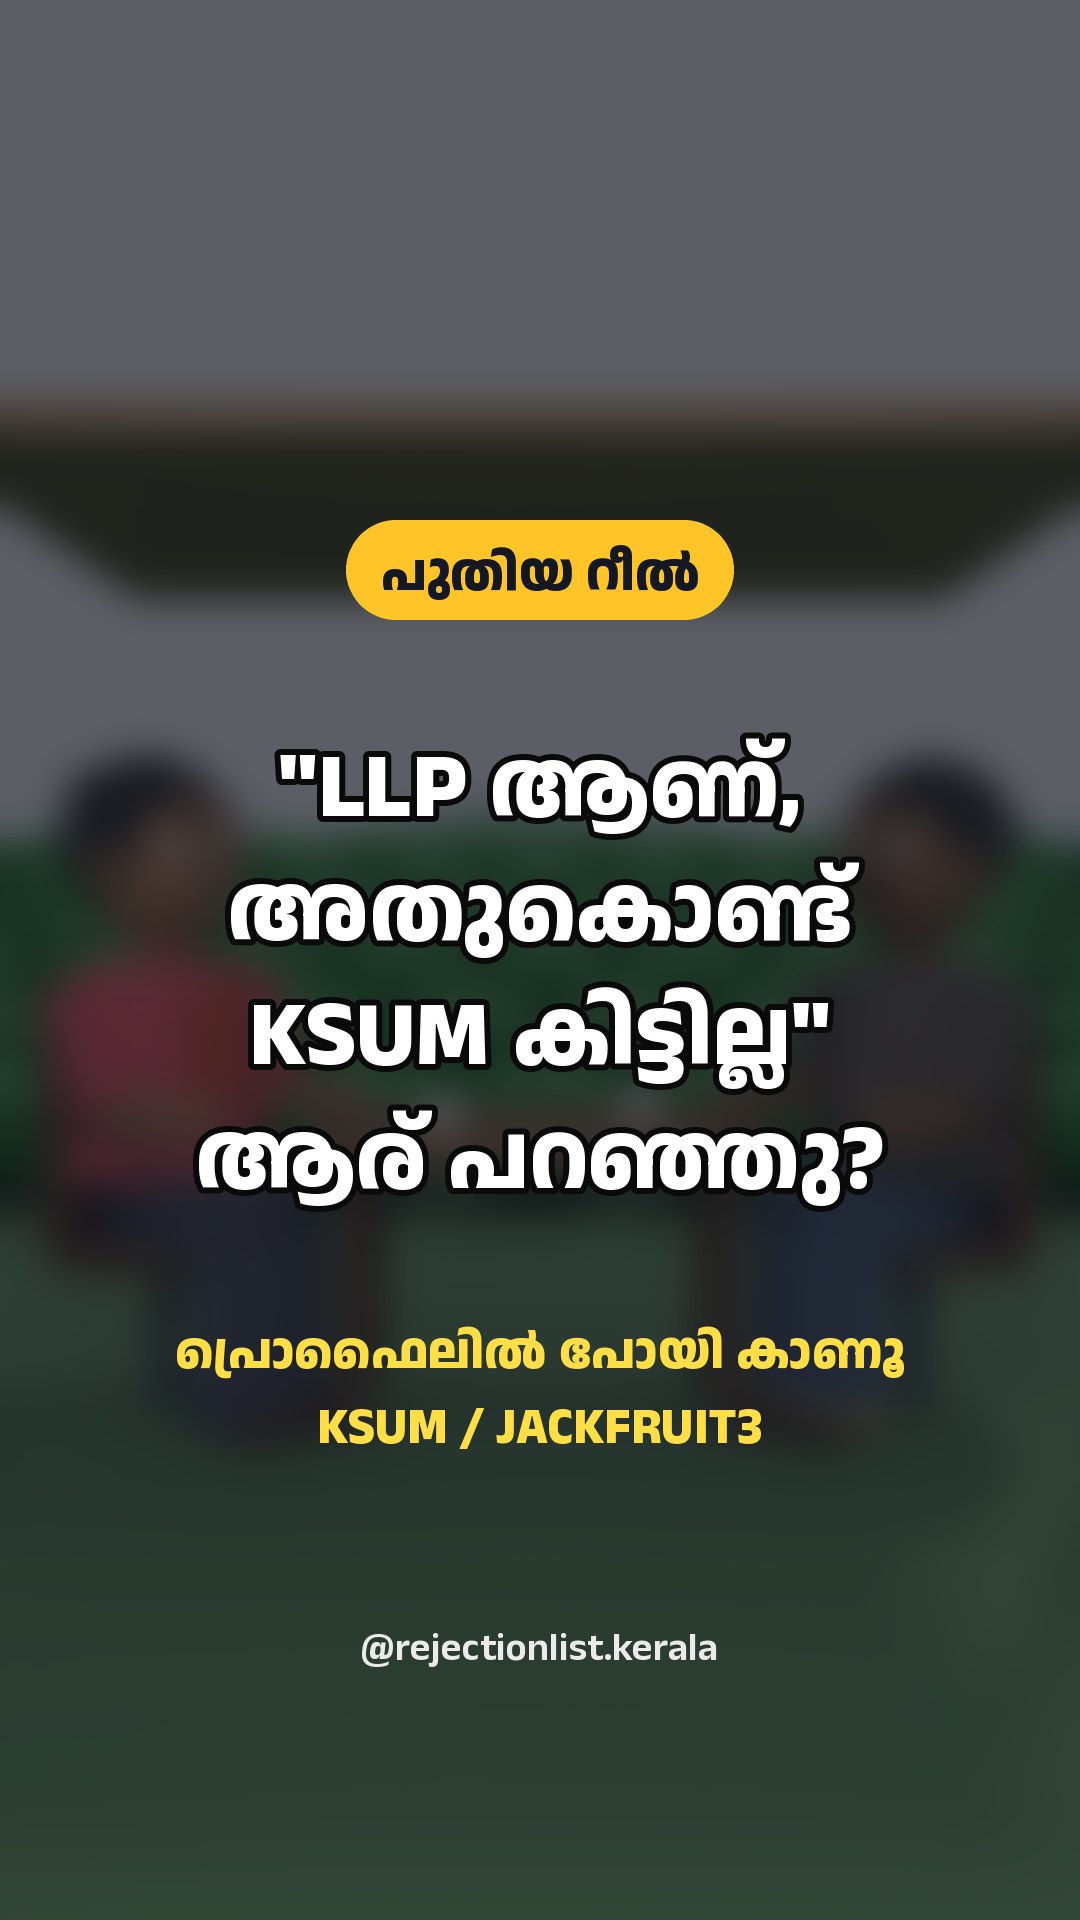 പുതിയ റീൽ
"LLP ആണ്,
അതുകൊണ്ട്
KSUM കിട്ടില്ല"
ആര് പറഞ്ഞു?
പ്രൊഫൈലിൽ പോയി കാണൂ
KSUM / JACKFRUIT3
@rejectionlist.kerala